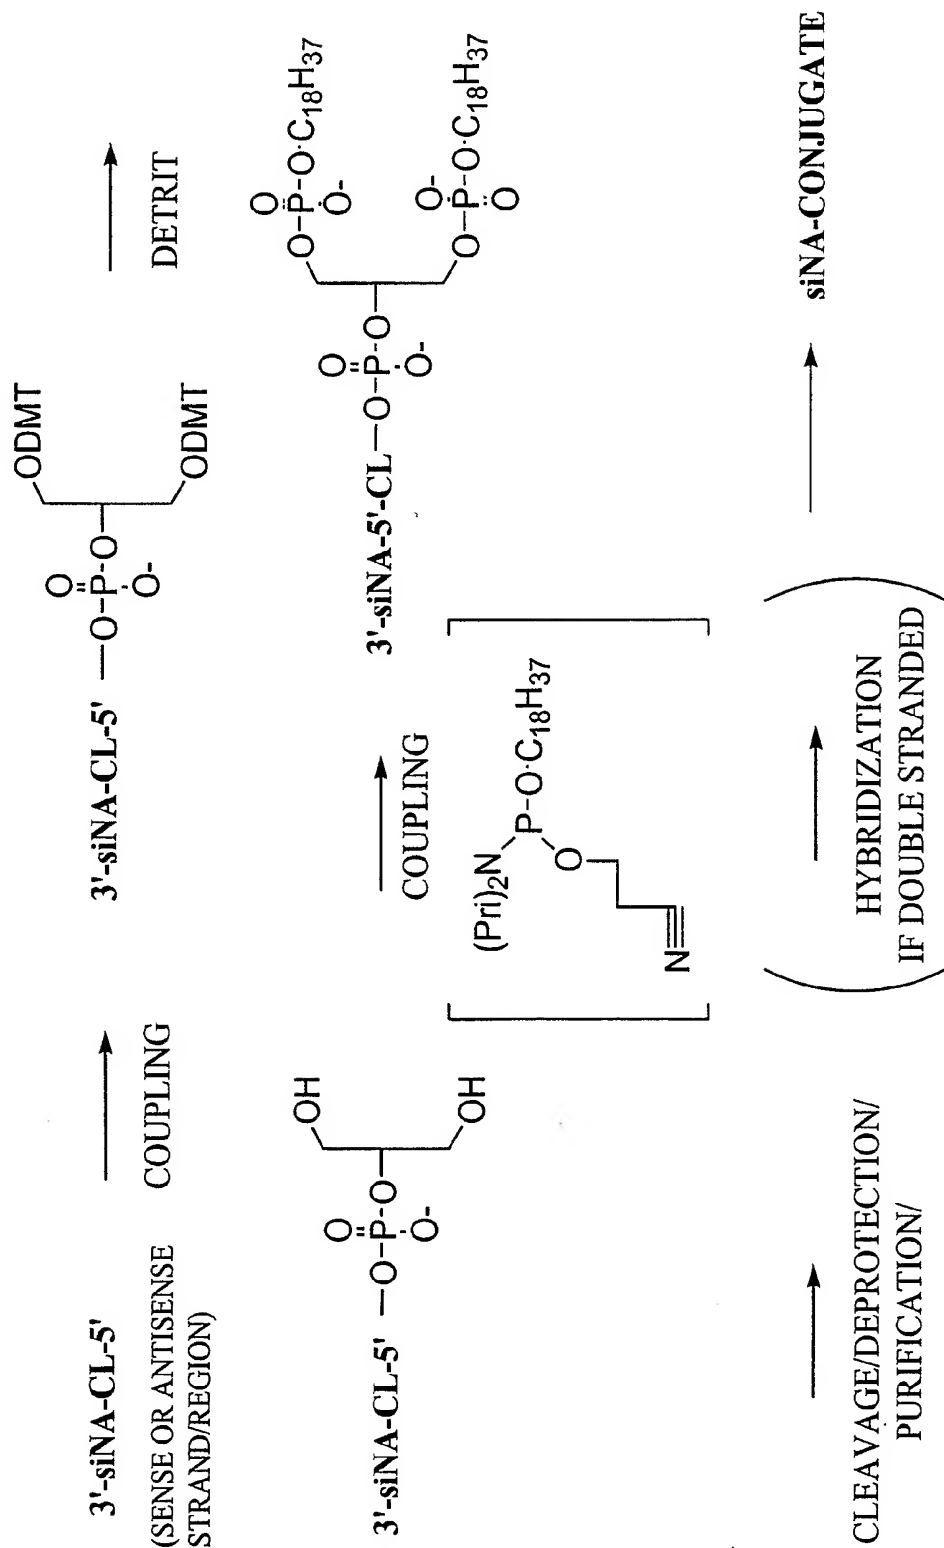 3'-siNA-CL-5'
(SENSE OR ANTISENSE
STRAND/REGION)
COUPLING
ODMT
O
3'-siNA-CL-5' —O-P-O
O-
ODMT
DETRIT
OH
O
3'-siNA-CL-5' —O-P-O
O-
OH
COUPLING
(Pri)2N
P-O·C18H37
O
N
O
O-P-O·C18H37
O-
O
3'-siNA-5'-CL —O-P-O
O-
O-
O-P-O·C18H37
O
CLEAVAGE/DEPROTECTION/
PURIFICATION/
HYBRIDIZATION
IF DOUBLE STRANDED
siNA-CONJUGATE